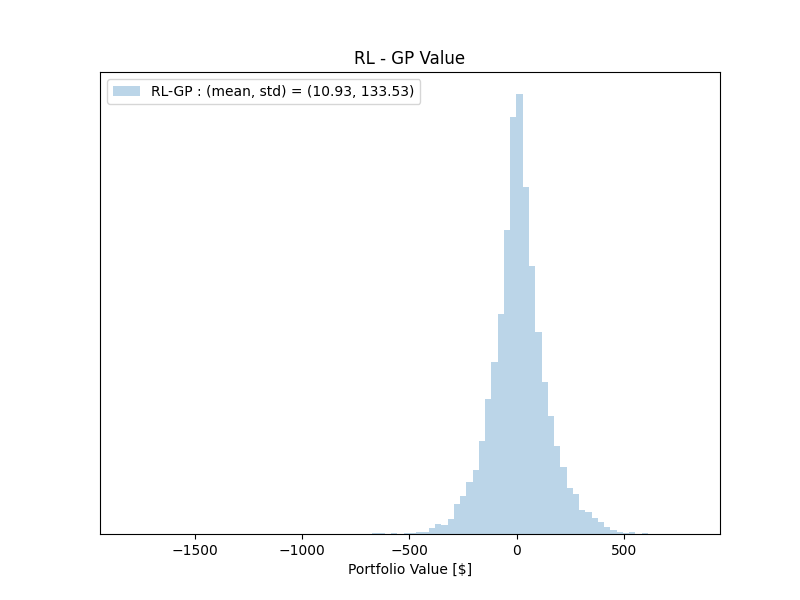 RL - GP Value
RL-GP : (mean, std) = (10.93, 133.53)
−1500 −1000 −500 0 500
Portfolio Value [$]